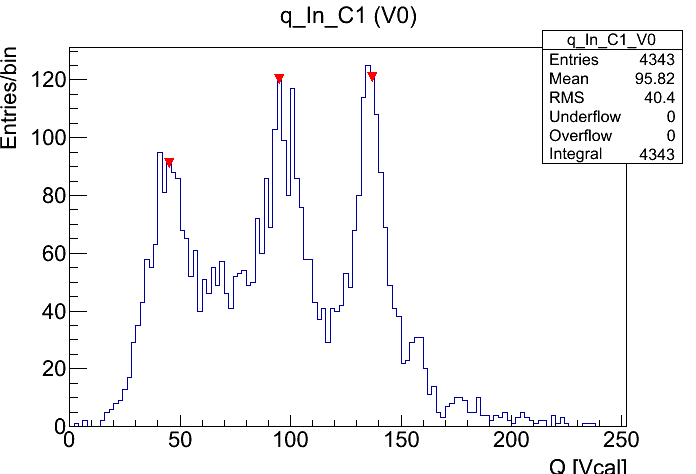 q_In_C1 (V0)
q_In_C1_V0
Entries 4343
Mean 95.82
RMS 40.4
Underflow 0
Overflow 0
Integral 4343
Entries/bin
120
100
80
60
40
20
0
0 50 100 150 200 250
Q [Vcal]